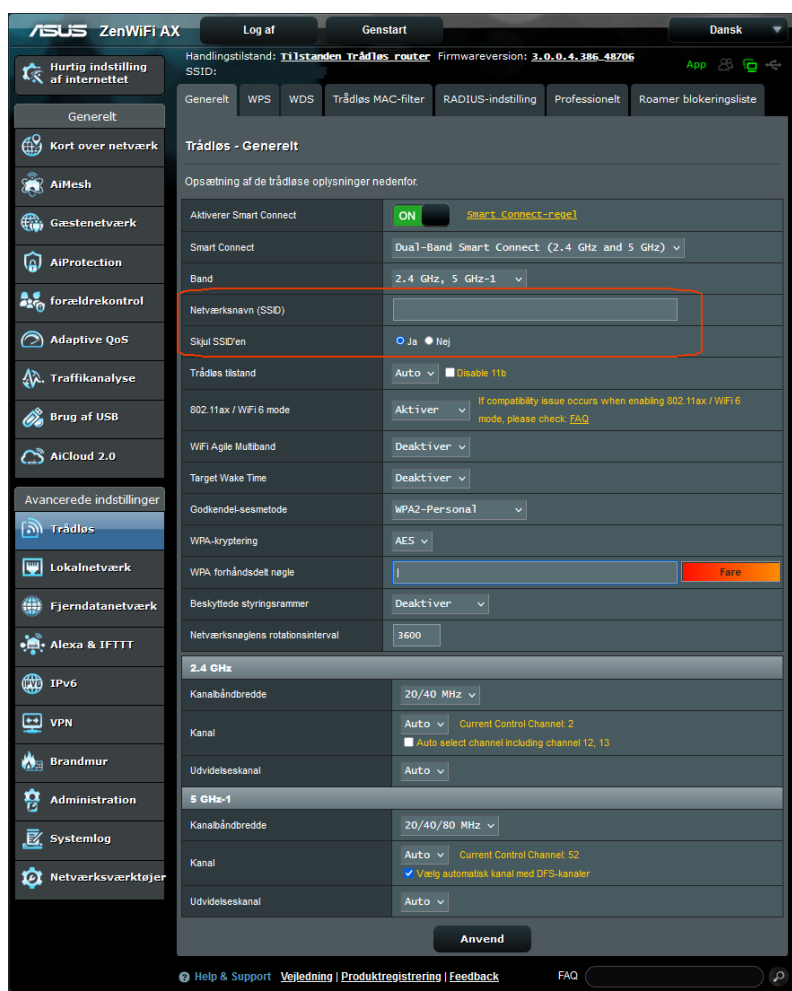 ASUS ZenWiFi AX
Log af
Genstart
Dansk
Handlingstilstand: Tilstanden Trådløs router Firmwareversion: 3.0.0.4.386_48706
SSID:
App
Hurtig indstilling af internettet
Generelt
Kort over netværk
AiMesh
Gæstenetværk
AiProtection
forældrekontrol
Adaptive QoS
Traffikanalyse
Brug af USB
AiCloud 2.0
Avancerede indstillinger
Trådløs
Lokalnetværk
Fjerndatanetværk
Alexa & IFTTT
IPv6
VPN
Brandmur
Administration
Systemlog
Netværksværktøjer
Generelt WPS WDS Trådløs MAC-filter RADIUS-indstilling Professionelt Roamer blokeringsliste
Trådløs - Generelt
Opsætning af de trådløse oplysninger nedenfor.
Aktiverer Smart Connect ON Smart Connect-regel
Smart Connect Dual-Band Smart Connect (2.4 GHz and 5 GHz)
Band 2.4 GHz, 5 GHz-1
Netværksnavn (SSID)
Skjul SSID'en Ja Nej
Trådløs tilstand Auto Disable 11b
802.11ax / WiFi 6 mode Aktiver If compatibility issue occurs when enabling 802.11ax / WiFi 6
mode, please check: FAQ
WiFi Agile Multiband Deaktiver
Target Wake Time Deaktiver
Godkendel-sesmetode WPA2-Personal
WPA-kryptering AES
WPA forhåndsdelt nøgle Fare
Beskyttede styringsrammer Deaktiver
Netværksnøglens rotationsinterval 3600
2.4 GHz
Kanalbåndbredde 20/40 MHz
Kanal Auto Current Control Channel: 2
Auto select channel including channel 12, 13
Udvidelseskanal Auto
5 GHz-1
Kanalbåndbredde 20/40/80 MHz
Kanal Auto Current Control Channel: 52
Vælg automatisk kanal med DFS-kanaler
Udvidelseskanal Auto
Anvend
Help & Support Vejledning | Produktregistrering | Feedback FAQ